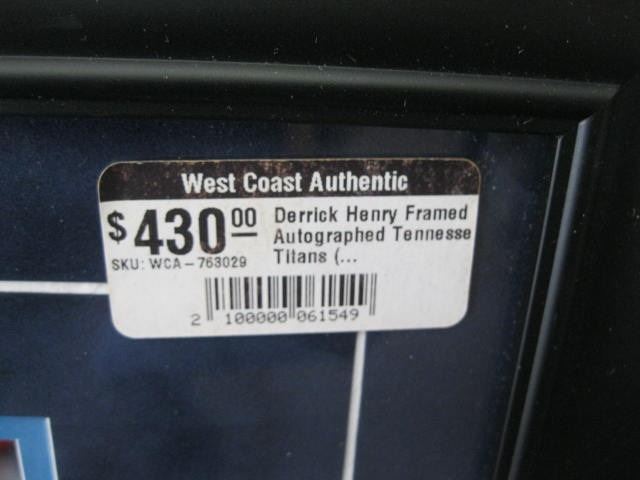 West Coast Authentic
$430.00
SKU: WCA-763029
Derrick Henry Framed
Autographed Tennesse
Titans (...
2 100000 061549